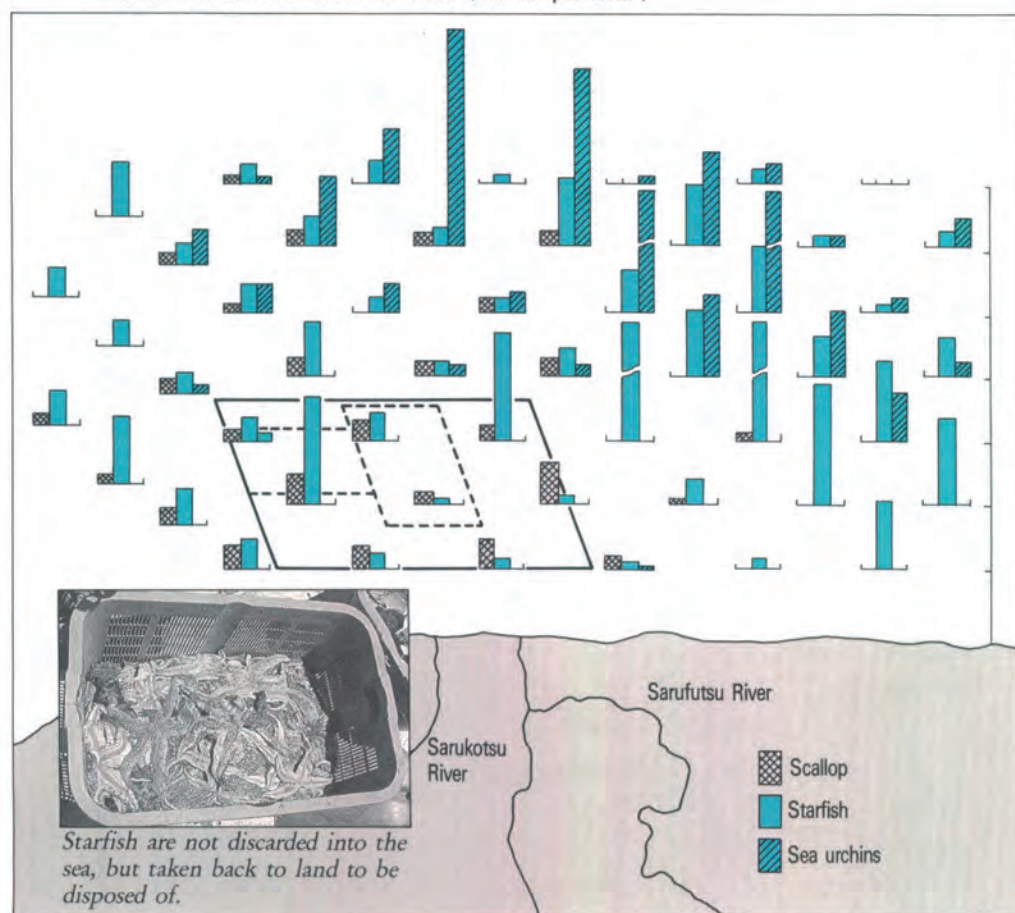 Sarufutsu River
Sarukotsu
River
Scallop
Starfish
Sea urchins
Starfish are not discarded into the
sea, but taken back to land to be
disposed of.